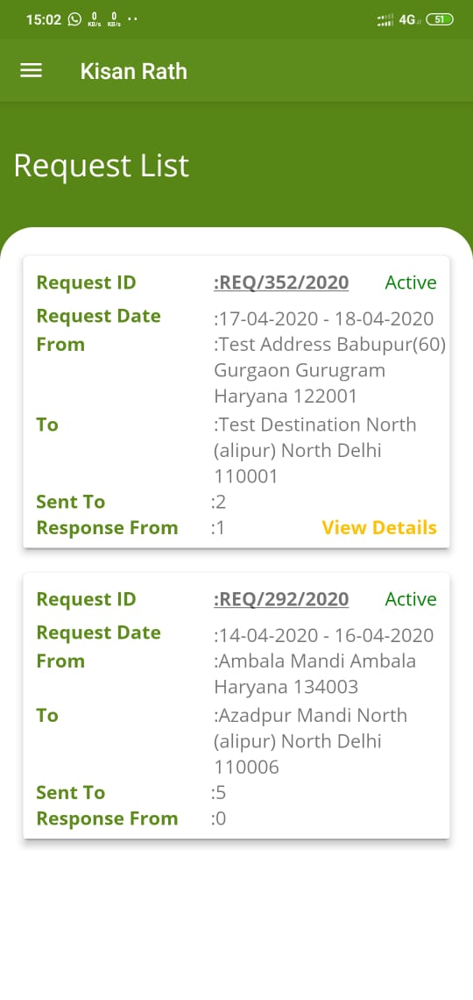 15:02 0 KB/s 0 KB/s 4G 51
Kisan Rath
Request List
Request ID :REQ/352/2020 Active
Request Date :17-04-2020 - 18-04-2020
From :Test Address Babupur(60)
Gurgaon Gurugram
Haryana 122001
To :Test Destination North
(alipur) North Delhi
110001
Sent To :2
Response From :1 View Details
Request ID :REQ/292/2020 Active
Request Date :14-04-2020 - 16-04-2020
From :Ambala Mandi Ambala
Haryana 134003
To :Azadpur Mandi North
(alipur) North Delhi
110006
Sent To :5
Response From :0